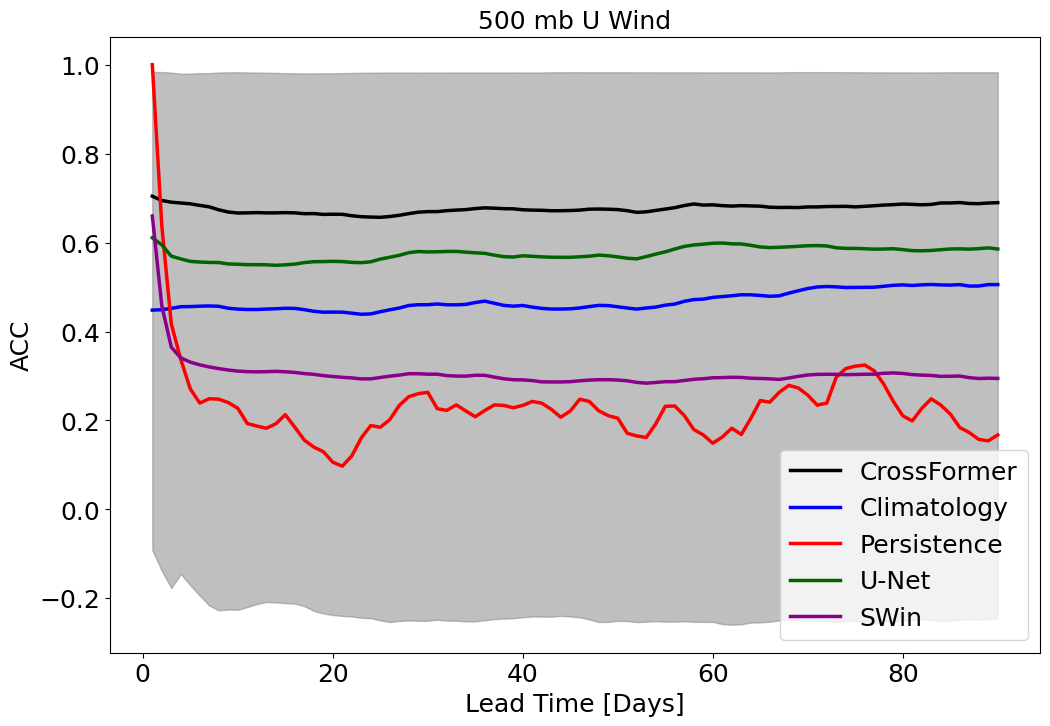 500 mb U Wind
ACC
1.0
0.8
0.6
0.4
0.2
0.0
−0.2
0 20 40 60 80
Lead Time [Days]
CrossFormer
Climatology
Persistence
U-Net
SWin